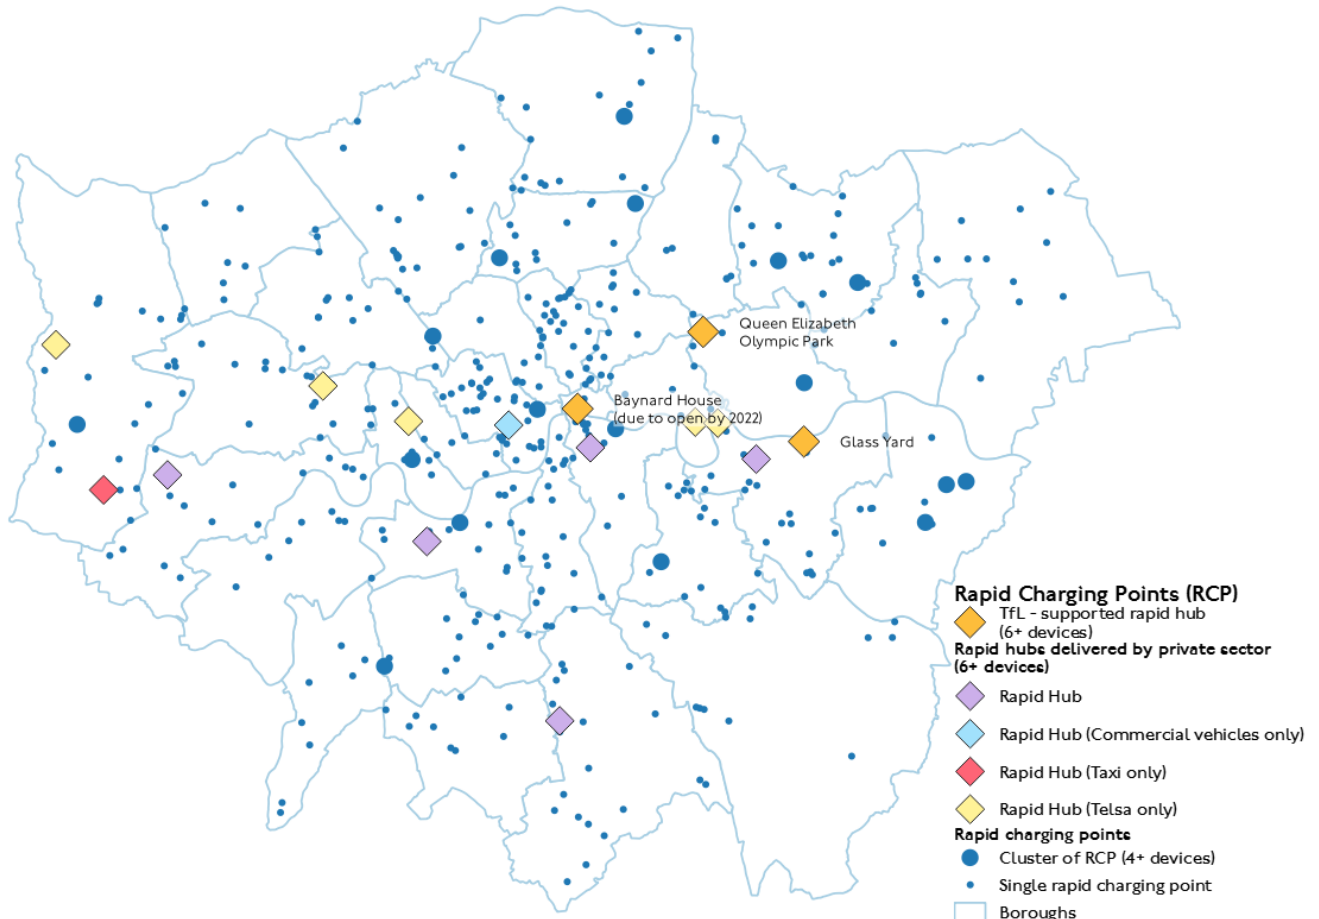 Queen Elizabeth
Olympic Park
Baynard House
(due to open by 2022)
Glass Yard
Rapid Charging Points (RCP)
TfL - supported rapid hub
(6+ devices)
Rapid hubs delivered by private sector
(6+ devices)
Rapid Hub
Rapid Hub (Commercial vehicles only)
Rapid Hub (Taxi only)
Rapid Hub (Telsa only)
Rapid charging points
Cluster of RCP (4+ devices)
Single rapid charging point
Boroughs